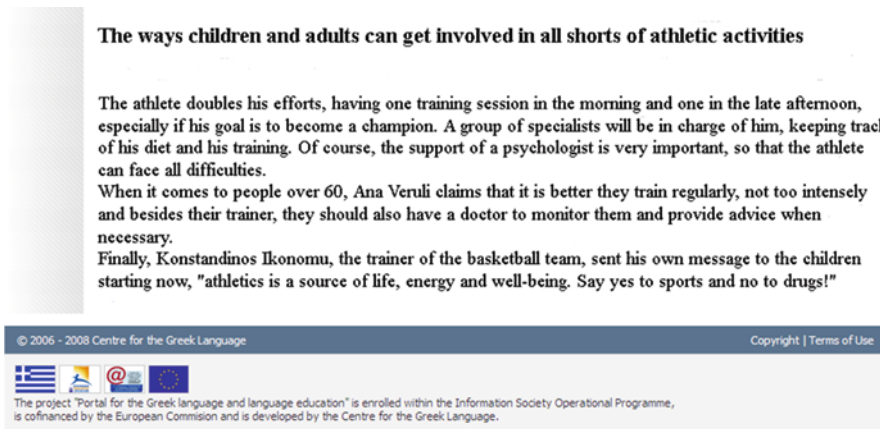 The ways children and adults can get involved in all shorts of athletic activities
The athlete doubles his efforts, having one training session in the morning and one in the late afternoon,
especially if his goal is to become a champion. A group of specialists will be in charge of him, keeping trac
of his diet and his training. Of course, the support of a psychologist is very important, so that the athlete
can face all difficulties.
When it comes to people over 60, Ana Veruli claims that it is better they train regularly, not too intensely
and besides their trainer, they should also have a doctor to monitor them and provide advice when
necessary.
Finally, Konstandinos Ikonomu, the trainer of the basketball team, sent his own message to the children
starting now, "athletics is a source of life, energy and well-being. Say yes to sports and no to drugs!"
© 2006 - 2008 Centre for the Greek Language Copyright | Terms of Use
The project "Portal for the Greek language and language education" is enrolled within the Information Society Operational Programme,
is cofinanced by the European Commision and is developed by the Centre for the Greek Language.